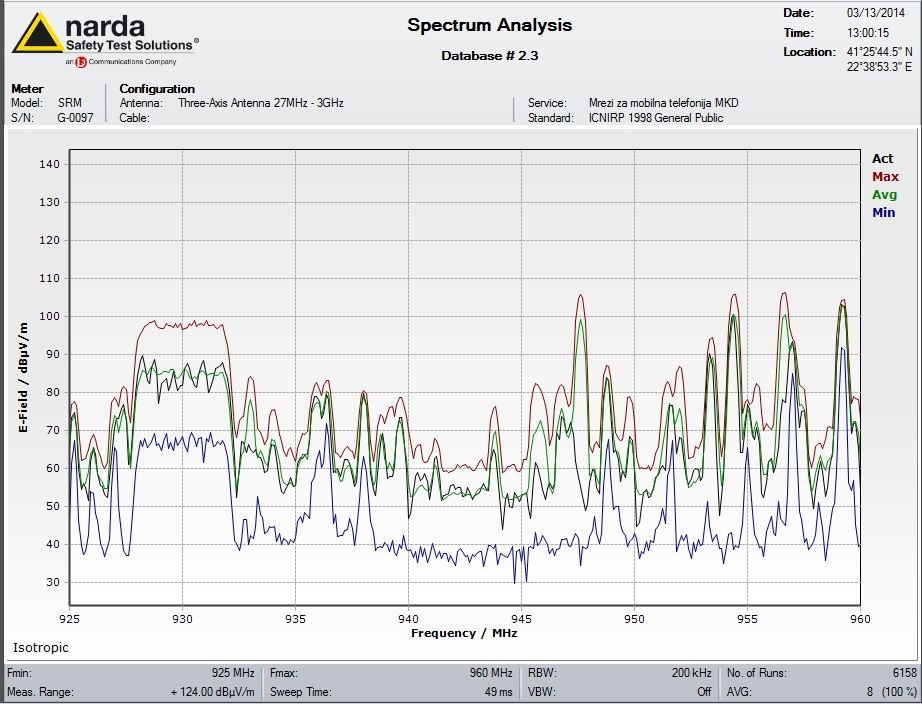 narda
Safety Test Solutions®
an L3 Communications Company
Spectrum Analysis
Database # 2.3
Date: 03/13/2014
Time: 13:00:15
Location: 41°25'44.5" N
22°38'53.3" E
Meter
Model: SRM
S/N: G-0097
Configuration
Antenna: Three-Axis Antenna 27MHz - 3GHz
Cable:
Service: Mrezi za mobilna telefonija MKD
Standard: ICNIRP 1998 General Public
Act
Max
Avg
Min
E-Field / dBµV/m
140
130
120
110
100
90
80
70
60
50
40
30
925 930 935 940 945 950 955 960
Frequency / MHz
Isotropic
Fmin: 925 MHz Fmax: 960 MHz RBW: 200 kHz No. of Runs: 6158
Meas. Range: + 124.00 dBµV/m Sweep Time: 49 ms VBW: Off AVG: 8 (100 %)